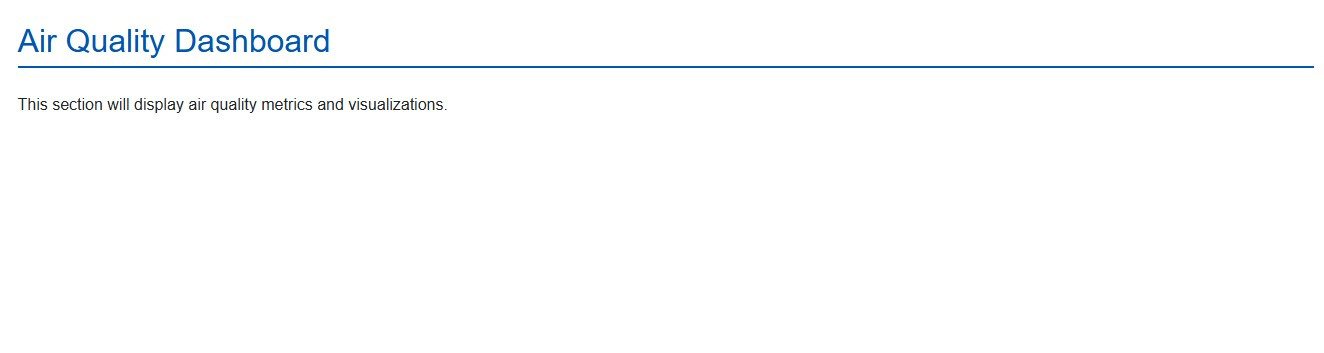 Air Quality Dashboard
This section will display air quality metrics and visualizations.